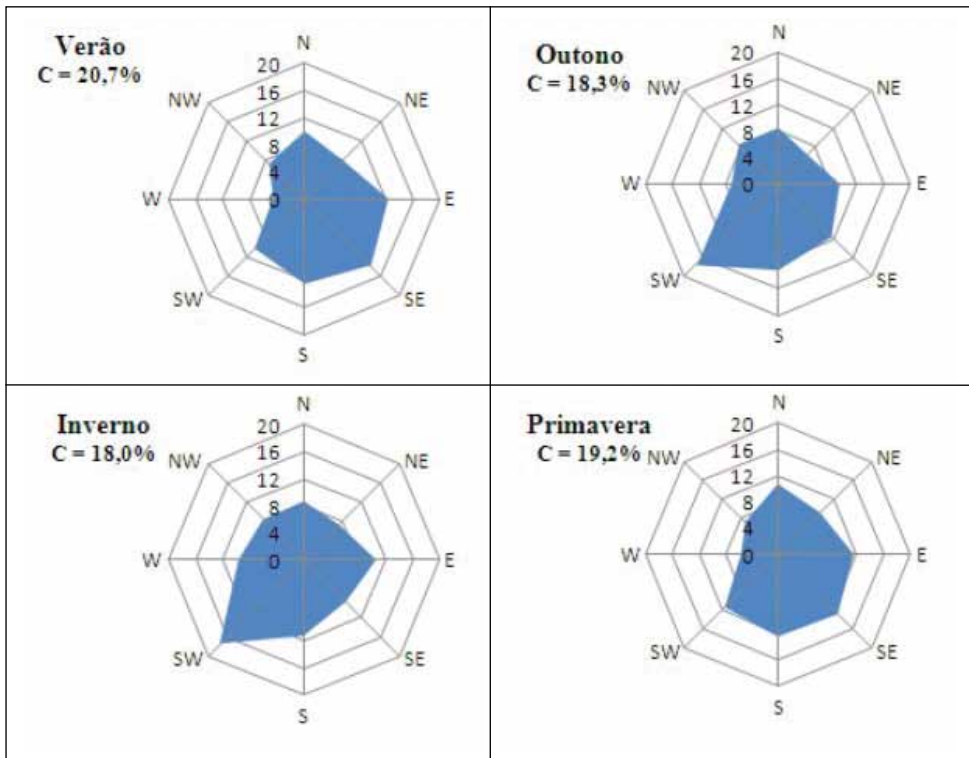 Verão
C = 20,7%
N
NE
E
SE
S
SW
W
NW
20
16
12
8
4
0
Outono
C = 18,3%
N
NE
E
SE
S
SW
W
NW
20
16
12
8
4
0
Inverno
C = 18,0%
N
NE
E
SE
S
SW
W
NW
20
16
12
8
4
0
Primavera
C = 19,2%
N
NE
E
SE
S
SW
W
NW
20
16
12
8
4
0